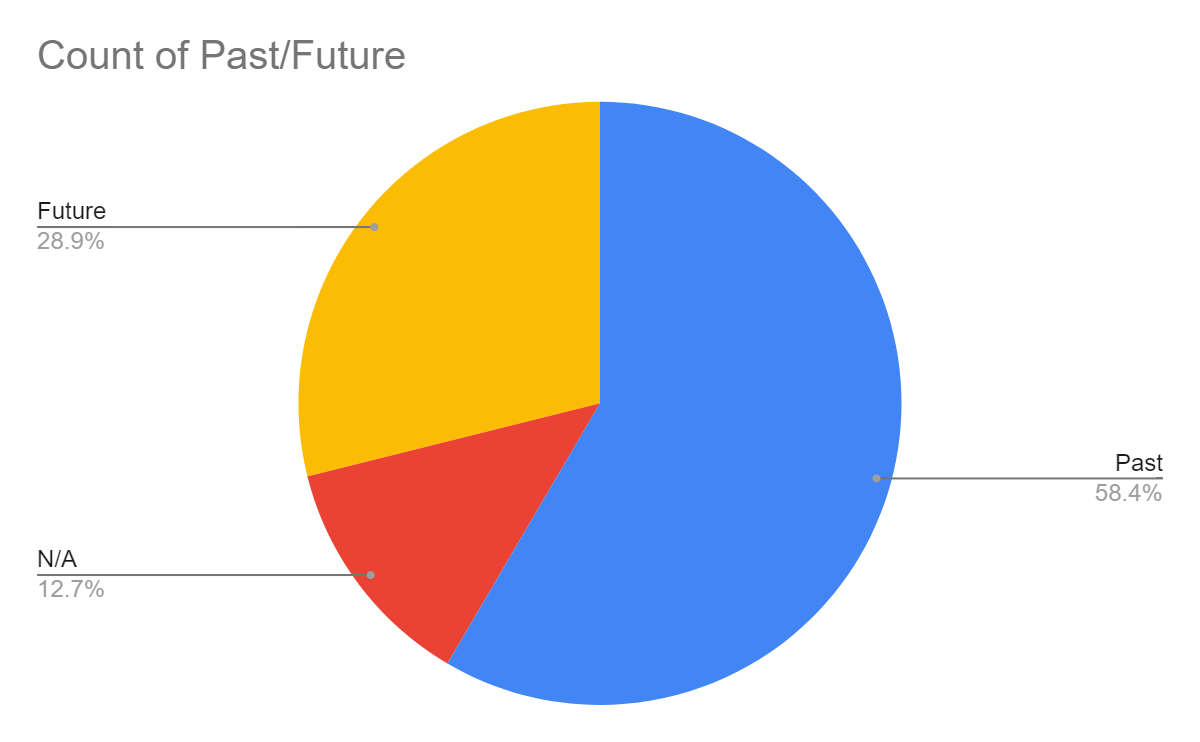 Count of Past/Future
Future
28.9%
Past
58.4%
N/A
12.7%